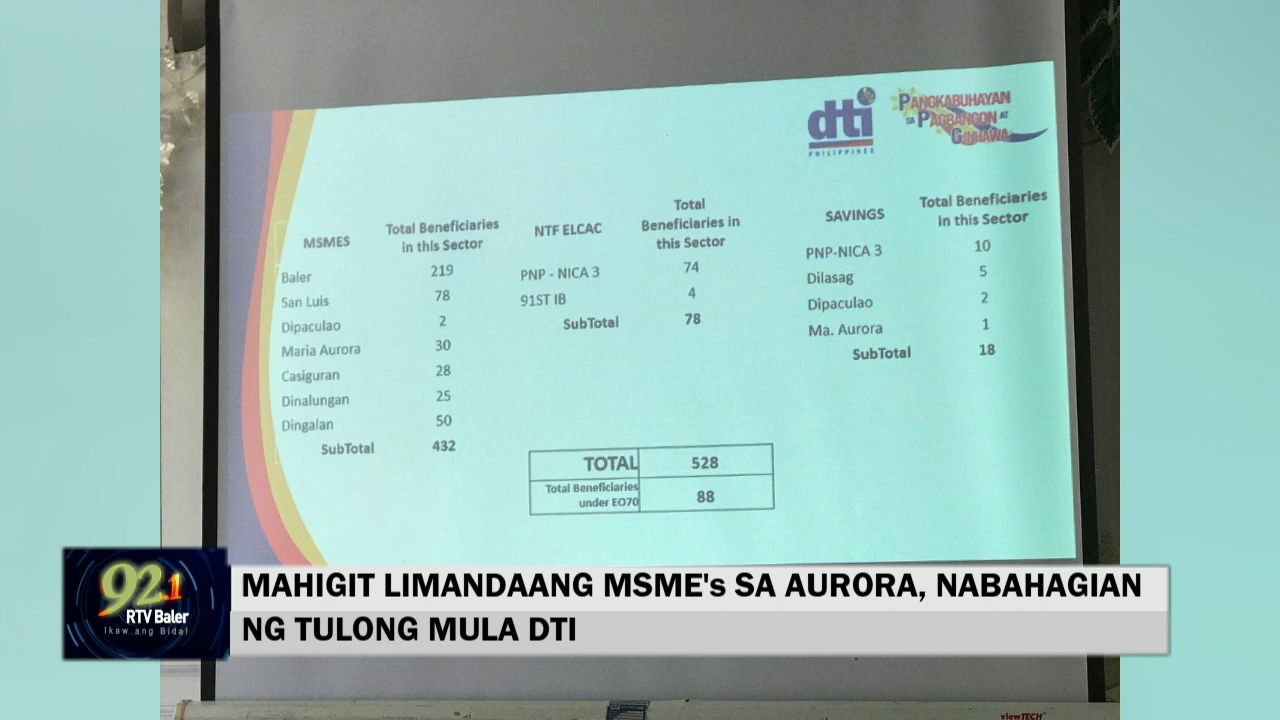 dti
PHILIPPINES
PANGKABUHAYAN
SA PAGBANGON AT
GINHAWA
MSMES Total Beneficiaries in this Sector
Baler 219
San Luis 78
Dipaculao 2
Maria Aurora 30
Casiguran 28
Dinalungan 25
Dingalan 50
SubTotal 432
NTF ELCAC Total Beneficiaries in this Sector
PNP - NICA 3 74
91ST IB 4
SubTotal 78
SAVINGS Total Beneficiaries In this Sector
PNP-NICA 3 10
Dilasag 5
Dipaculao 2
Ma. Aurora 1
SubTotal 18
TOTAL 528
Total Beneficiaries under EO70 88
92.1
RTV Baler
Ikaw ang Bida!
MAHIGIT LIMANDAANG MSME's SA AURORA, NABAHAGIAN
NG TULONG MULA DTI
viewTECH